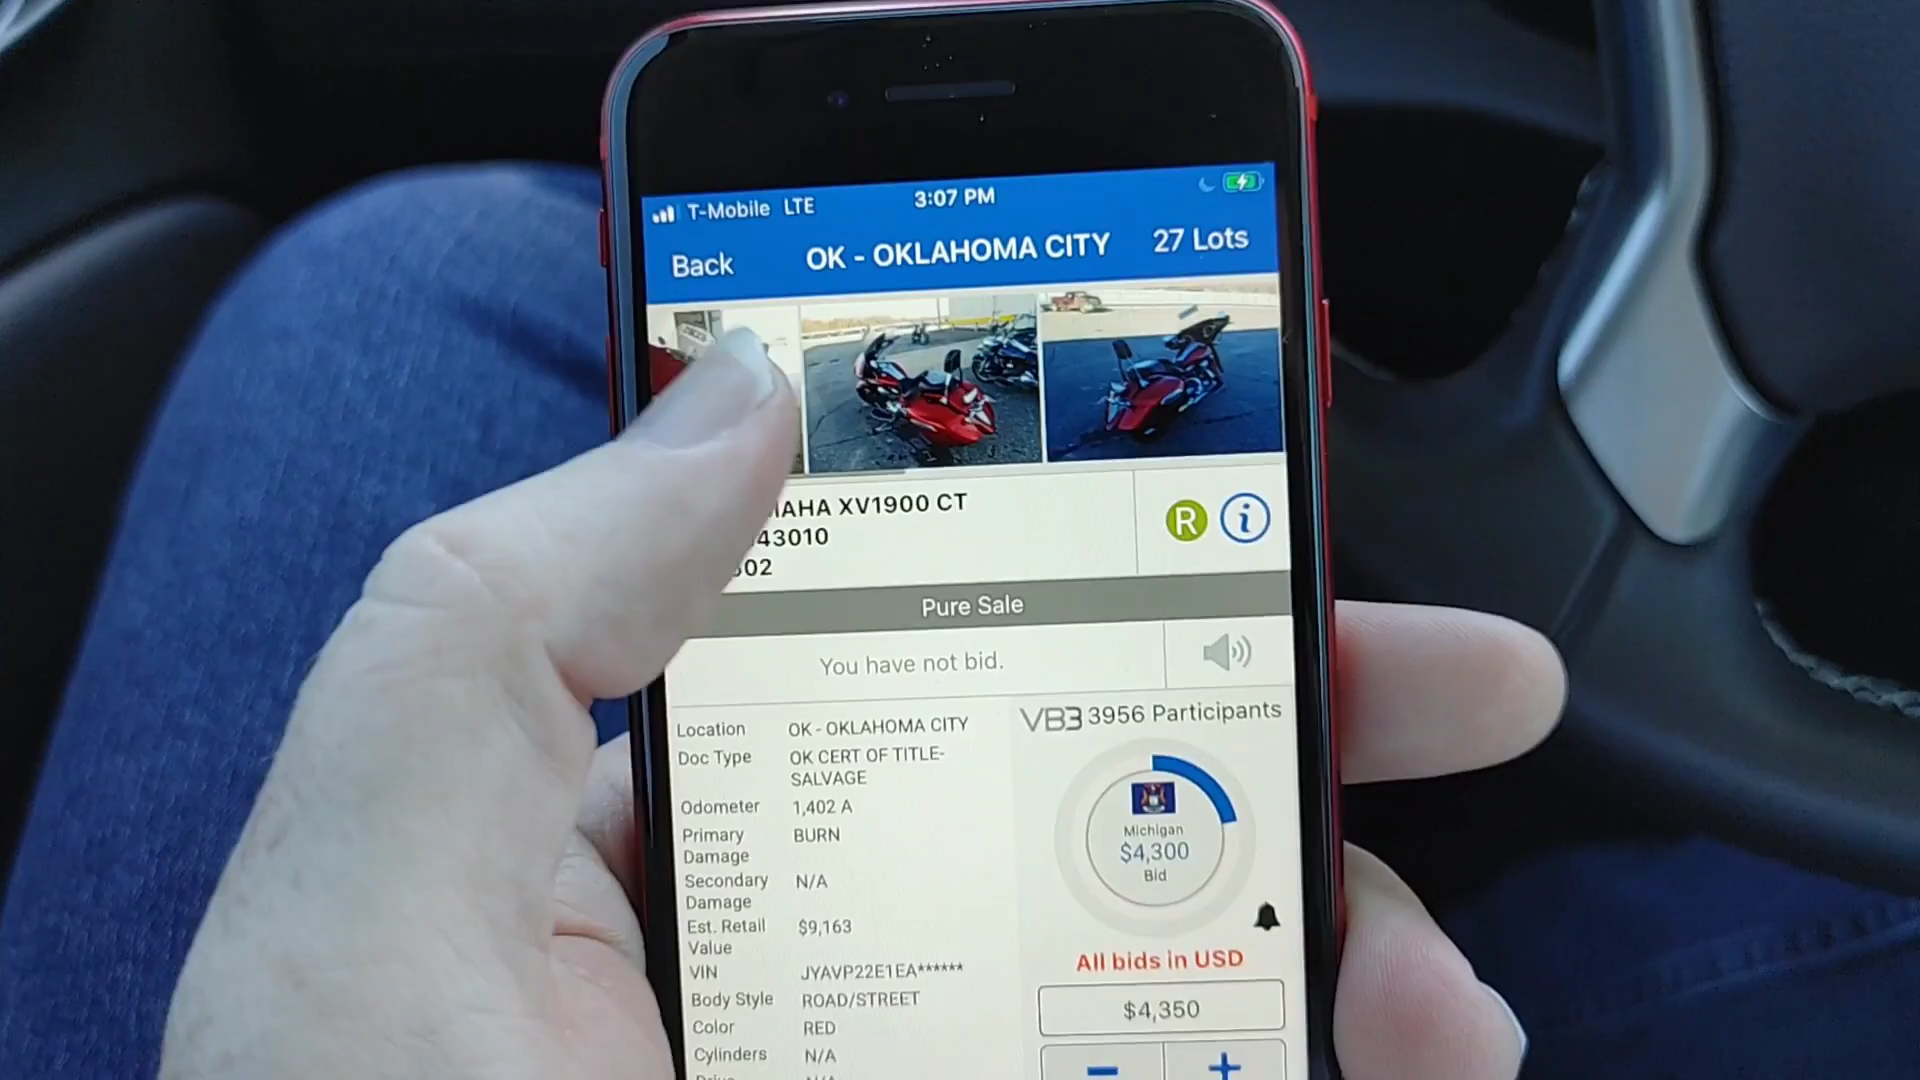 T-Mobile LTE 3:07 PM
Back OK - OKLAHOMA CITY 27 Lots
XV1900 CT
R i
Pure Sale
You have not bid.
VB3 3956 Participants
Location OK - OKLAHOMA CITY
Doc Type OK CERT OF TITLE-
SALVAGE
Odometer 1,402 A
Primary BURN
Damage
Secondary N/A
Damage
Est. Retail $9,163
Value
VIN JYAVP22E1EA******
Body Style ROAD/STREET
Color RED
Cylinders N/A
Michigan
$4,300
Bid
All bids in USD
$4,350
- +